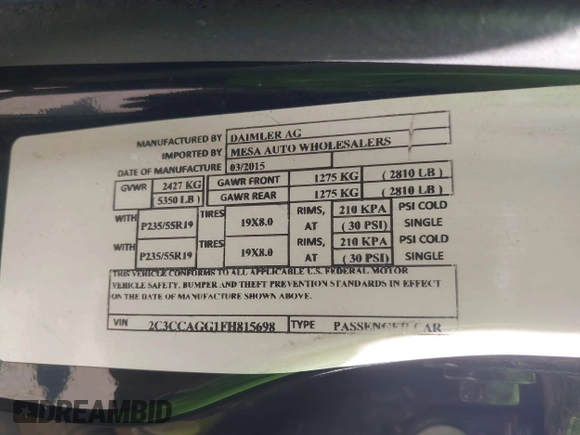 MANUFACTURED BY DAIMLER AG
IMPORTED BY MESA AUTO WHOLESALERS
DATE OF MANUFACTURE 03/2015
GVWR 2427 KG GAWR FRONT 1275 KG ( 2810 LB )
5350 LB ) GAWR REAR 1275 KG ( 2810 LB )
WITH P235/55R19 TIRES 19X8.0 RIMS, AT 210 KPA ( 30 PSI) PSI COLD SINGLE
WITH P235/55R19 TIRES 19X8.0 RIMS, AT 210 KPA ( 30 PSI) PSI COLD SINGLE
THIS VEHICLE CONFORMS TO ALL APPLICABLE U.S. FEDERAL MOTOR
VEHICLE SAFETY, BUMPER AND THEFT PREVENTION STANDARDS IN EFFECT
ON THE DATE OF MANUFACTURE SHOWN ABOVE.
VIN 2C3CCAGG1FH815698 TYPE PASSENGER CAR
DREAMBID